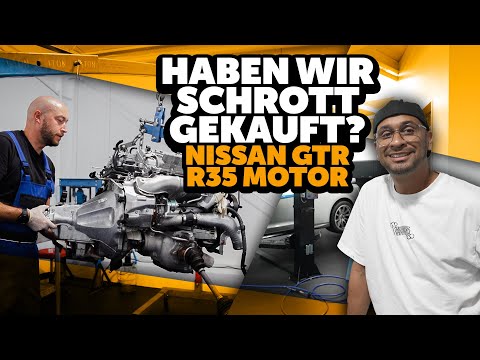 HABEN WIR
SCHROTT
GEKAUFT?
NISSAN GTR
R35 MOTOR